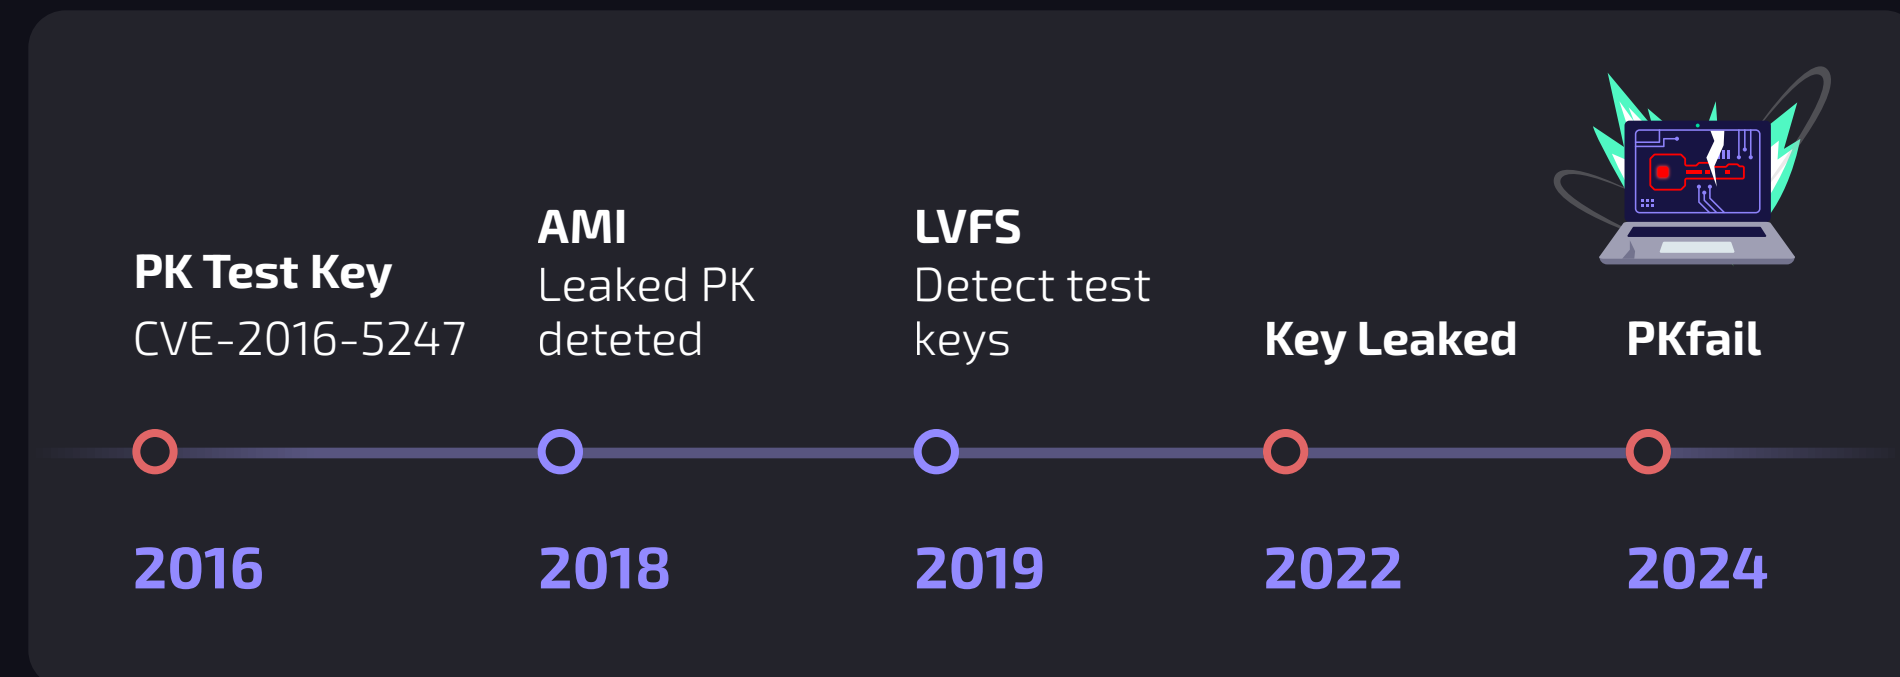 PK Test Key
CVE-2016-5247
AMI
Leaked PK
deteted
LVFS
Detect test
keys
Key Leaked
PKfail
2016
2018
2019
2022
2024